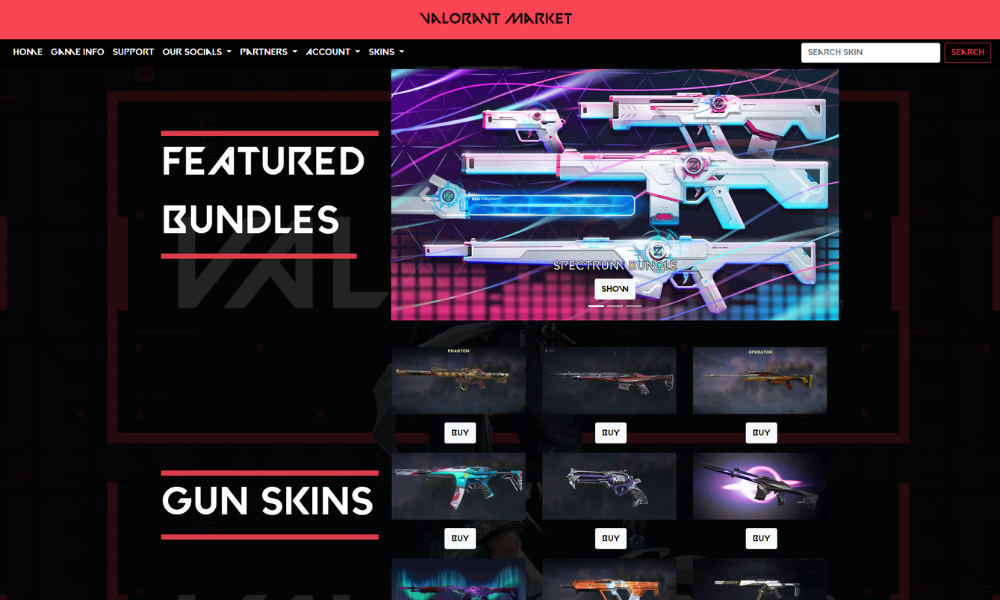 VALORANT MARKET
HOME GAME INFO SUPPORT OUR SOCIALS PARTNERS ACCOUNT SKINS
SEARCH SKIN SEARCH
FEATURED
BUNDLES
SPECTRUM BUNDLE
SHOW
PHANTOM OPERATOR
BUY BUY BUY
GUN SKINS
BUY BUY BUY
VAL